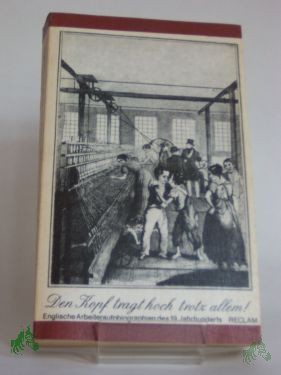 Den Kopf tragt hoch trotz allem!
Englische Arbeiterautobiographien des 19. Jahrhunderts RECLAM